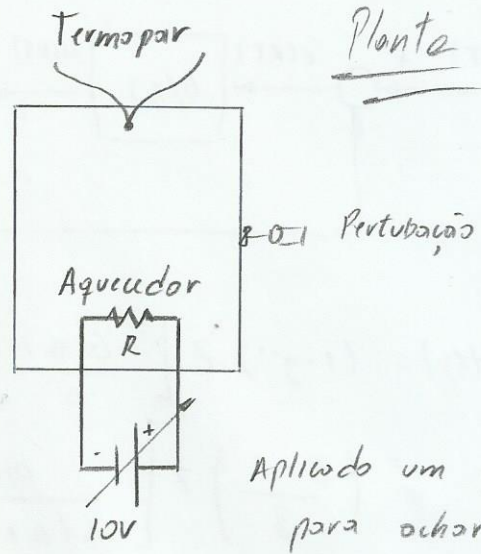 Termopar
Planta
Pertubação
Aquecedor
R
- +
10V
Aplicado um
para achar